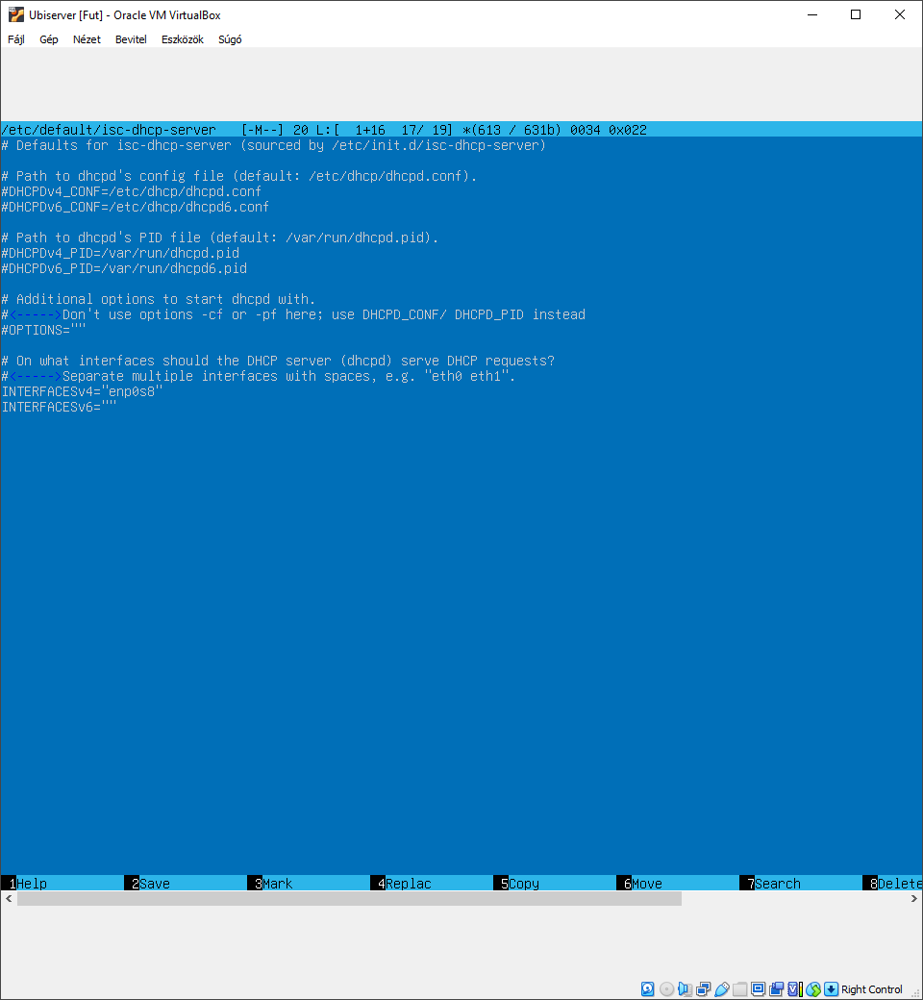 Ubiserver [Fut] - Oracle VM VirtualBox
Fájl Gép Nézet Bevitel Eszközök Súgó
/etc/default/isc-dhcp-server [-M--] 20 L:[ 1+16 17/ 19] *(613 / 631b) 0034 0x022
# Defaults for isc-dhcp-server (sourced by /etc/init.d/isc-dhcp-server)
# Path to dhcpd's config file (default: /etc/dhcp/dhcpd.conf).
#DHCPDv4_CONF=/etc/dhcp/dhcpd.conf
#DHCPDv6_CONF=/etc/dhcp/dhcpd6.conf
# Path to dhcpd's PID file (default: /var/run/dhcpd.pid).
#DHCPDv4_PID=/var/run/dhcpd.pid
#DHCPDv6_PID=/var/run/dhcpd6.pid
# Additional options to start dhcpd with.
#<----->Don't use options -cf or -pf here; use DHCPD_CONF/ DHCPD_PID instead
#OPTIONS=""
# On what interfaces should the DHCP server (dhcpd) serve DHCP requests?
#<----->Separate multiple interfaces with spaces, e.g. "eth0 eth1".
INTERFACESv4="enp0s8"
INTERFACESv6=""
1Help 2Save 3Mark 4Replac 5Copy 6Move 7Search 8Delete
Right Control